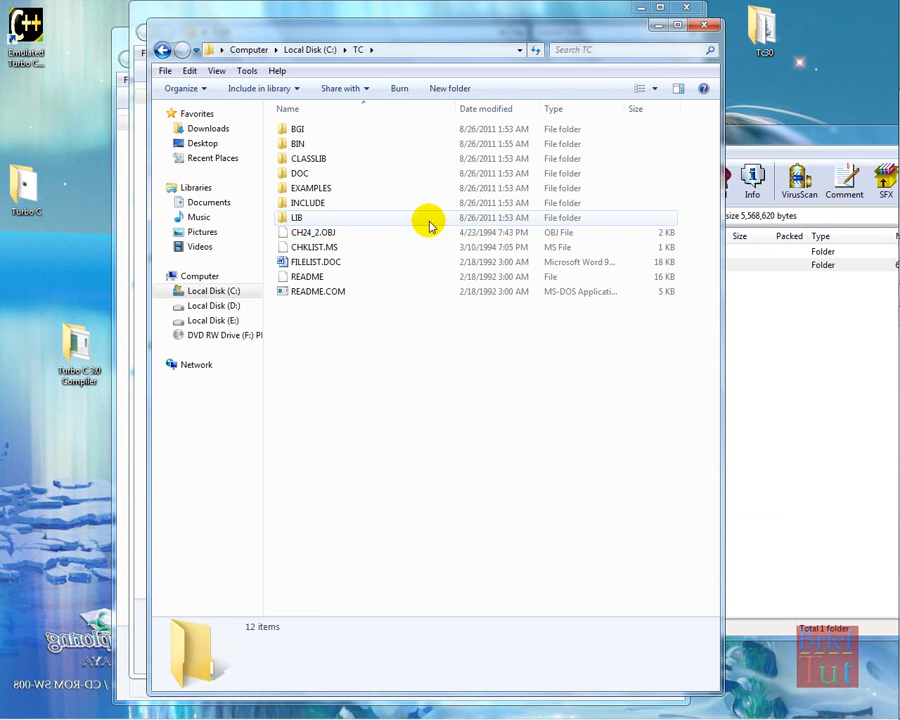 Emulated
Turbo C...
Turbo C
Turbo C 3.0
Compiler
Tc30
Computer Local Disk (C:) TC
Search TC
File Edit View Tools Help
Organize Include in library Share with Burn New folder
Favorites
Downloads
Desktop
Recent Places
Libraries
Documents
Music
Pictures
Videos
Computer
Local Disk (C:)
Local Disk (D:)
Local Disk (E:)
DVD RW Drive (F:) Pl
Network
Name Date modified Type Size
BGI 8/26/2011 1:53 AM File folder
BIN 8/26/2011 1:55 AM File folder
CLASSLIB 8/26/2011 1:53 AM File folder
DOC 8/26/2011 1:53 AM File folder
EXAMPLES 8/26/2011 1:53 AM File folder
INCLUDE 8/26/2011 1:53 AM File folder
LIB 8/26/2011 1:53 AM File folder
CH24_2.OBJ 4/23/1994 7:43 PM OBJ File 2 KB
CHKLIST.MS 3/10/1994 7:05 PM MS File 1 KB
FILELIST.DOC 2/18/1992 3:00 AM Microsoft Word 9... 18 KB
README 2/18/1992 3:00 AM File 16 KB
README.COM 2/18/1992 3:00 AM MS-DOS Applicati... 5 KB
12 items
Info VirusScan Comment SFX
size 5,568,620 bytes
Size Packed Type
Folder
Folder
Total 1 folder
Brief
Tut
/ CD-ROM SW-008